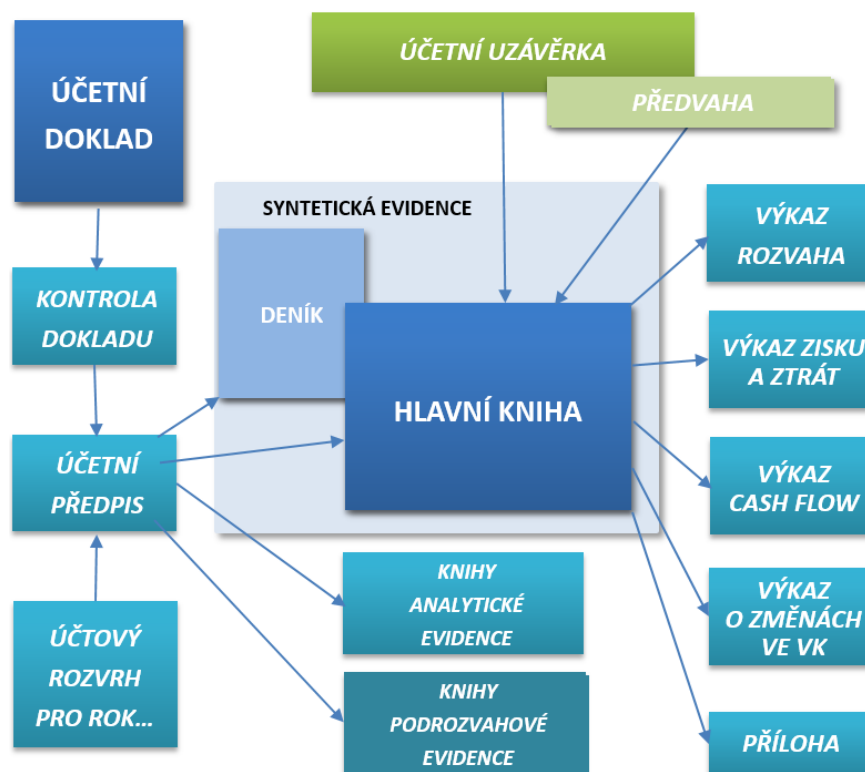 ÚČETNÍ
DOKLAD
ÚČETNÍ UZÁVĚRKA
PŘEDVAHA
SYNTETICKÁ EVIDENCE
DENÍK
HLAVNÍ KNIHA
KONTROLA
DOKLADU
ÚČETNÍ
PŘEDPIS
ÚČTOVÝ
ROZVRH
PRO ROK...
KNIHY
ANALYTICKÉ
EVIDENCE
KNIHY
PODROZVAHOVÉ
EVIDENCE
VÝKAZ
ROZVAHA
VÝKAZ ZISKU
A ZTRÁT
VÝKAZ
CASH FLOW
VÝKAZ
O ZMĚNÁCH
VE VK
PŘÍLOHA